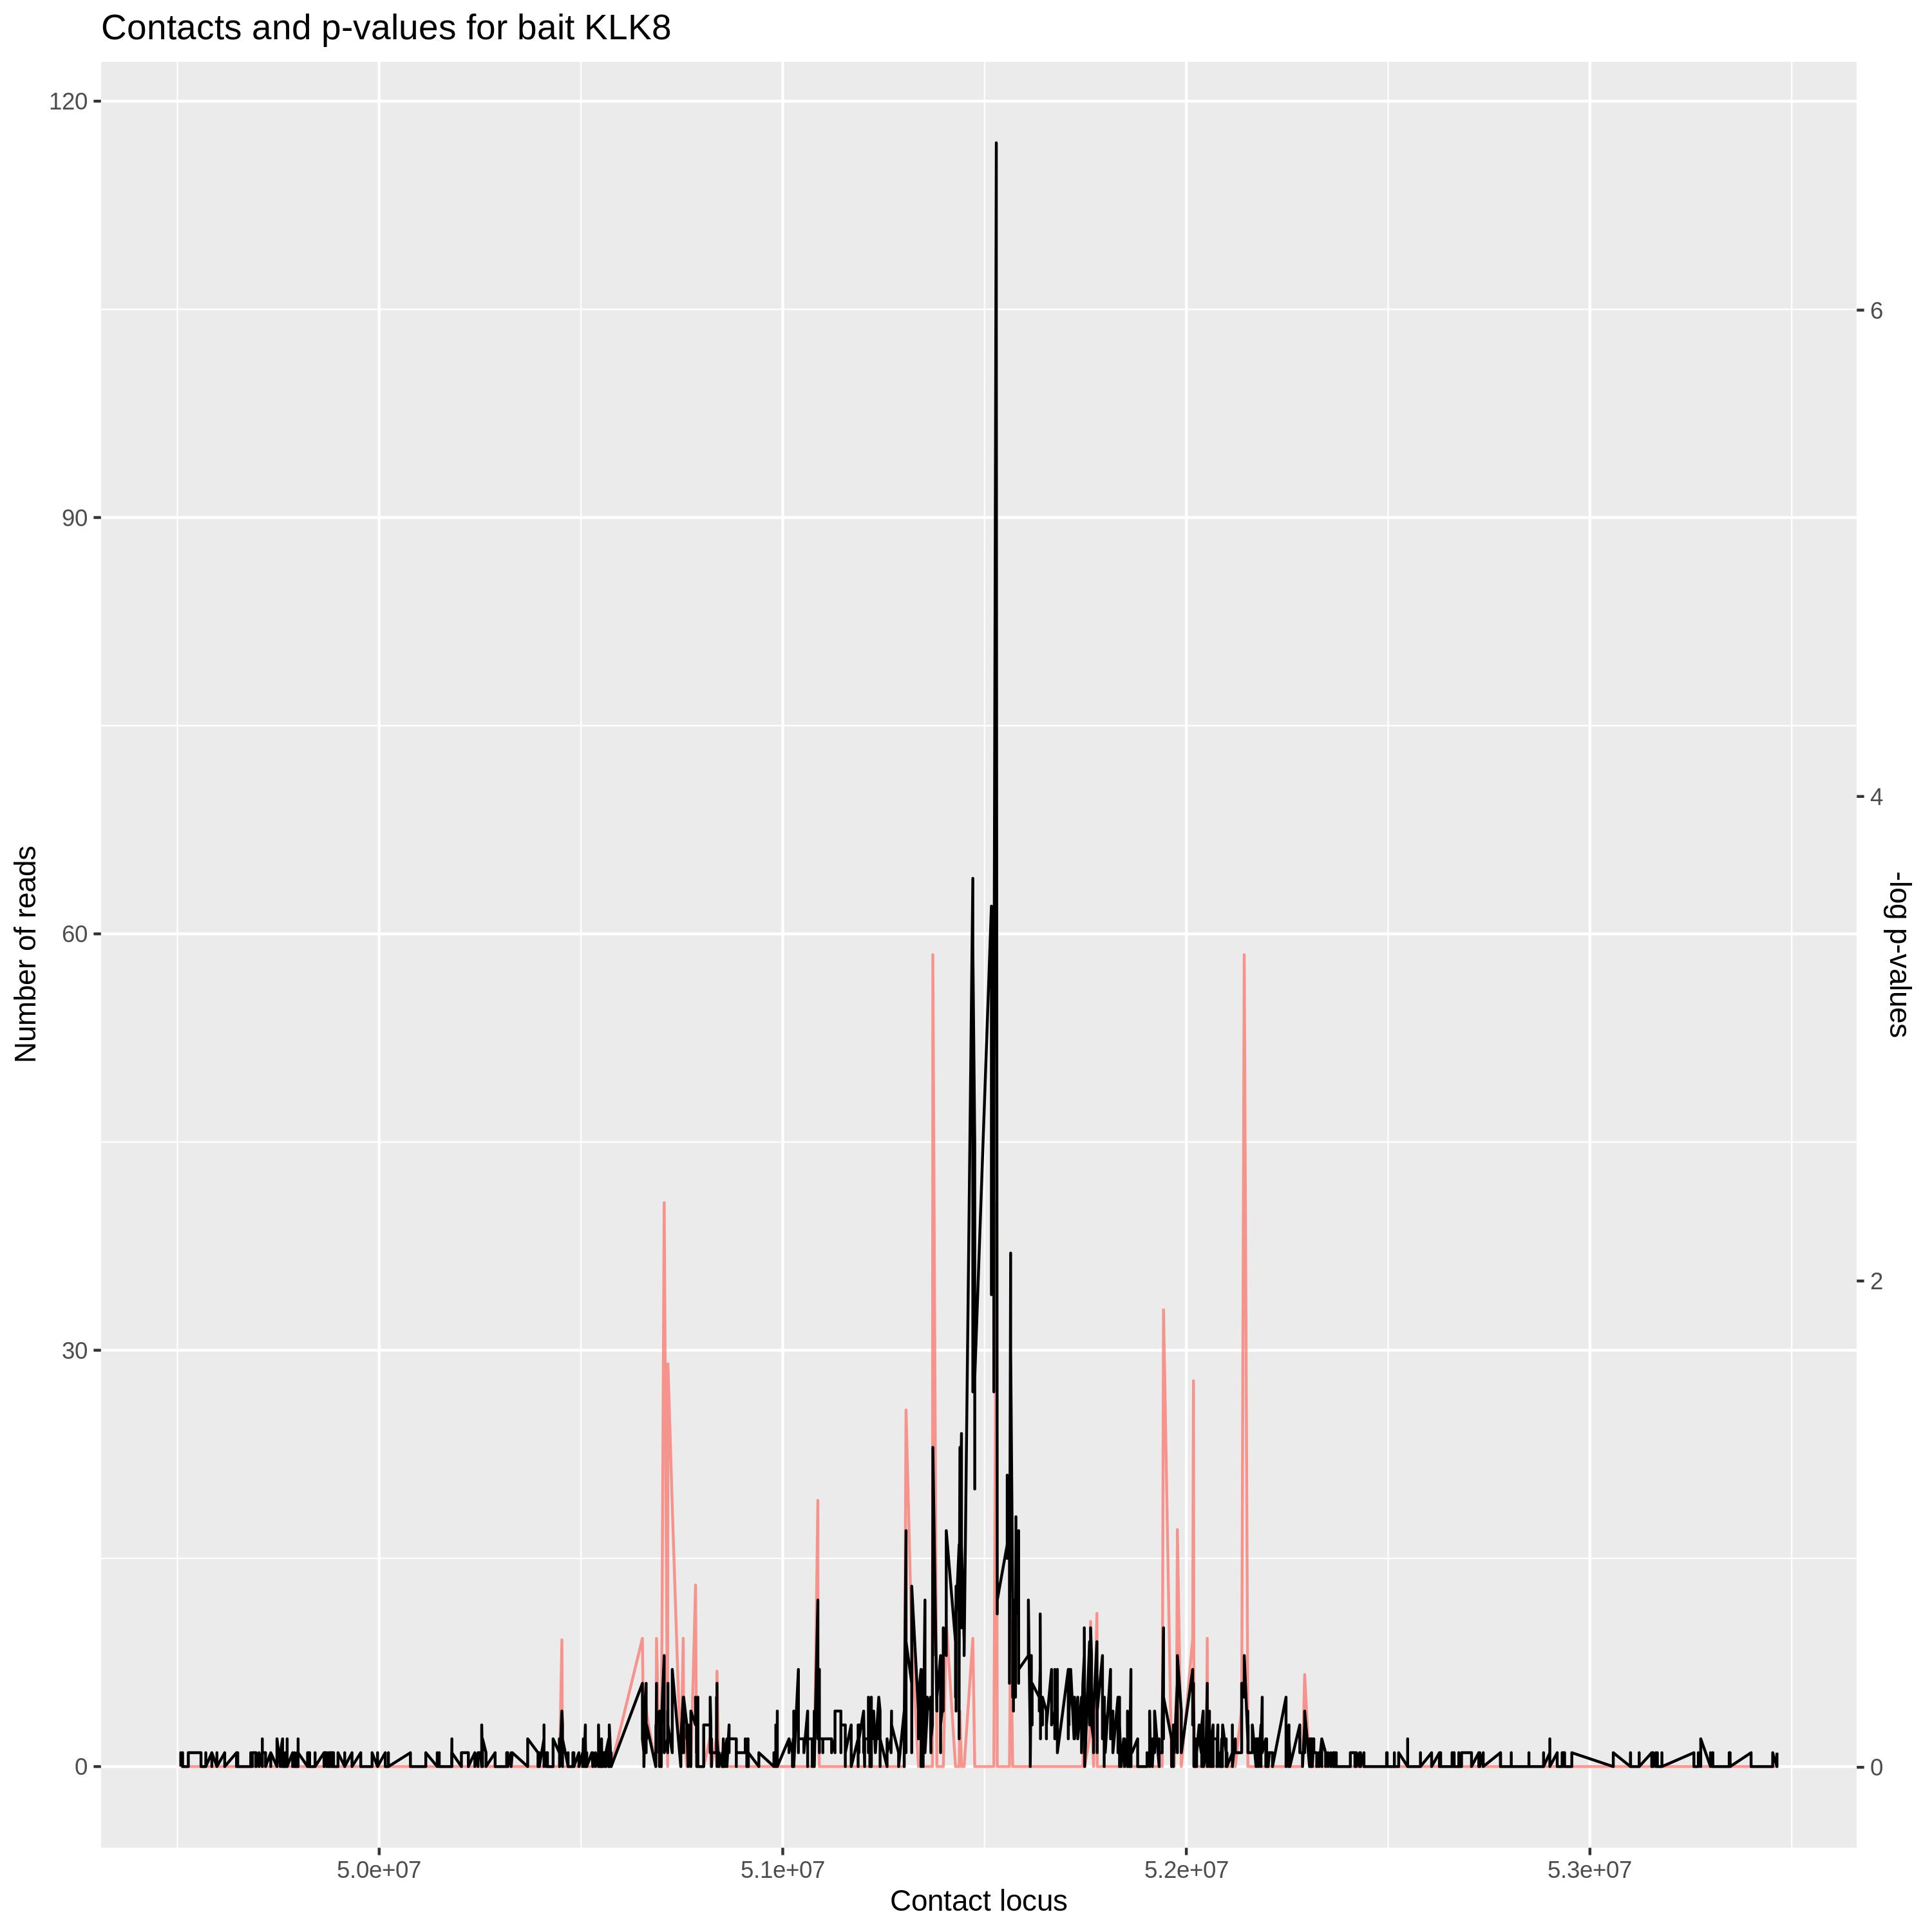 Contacts and p-values for bait KLK8
120
90
60
30
0
6
4
2
0
Number of reads
-log p-values
5.0e+07
5.1e+07
5.2e+07
5.3e+07
Contact locus